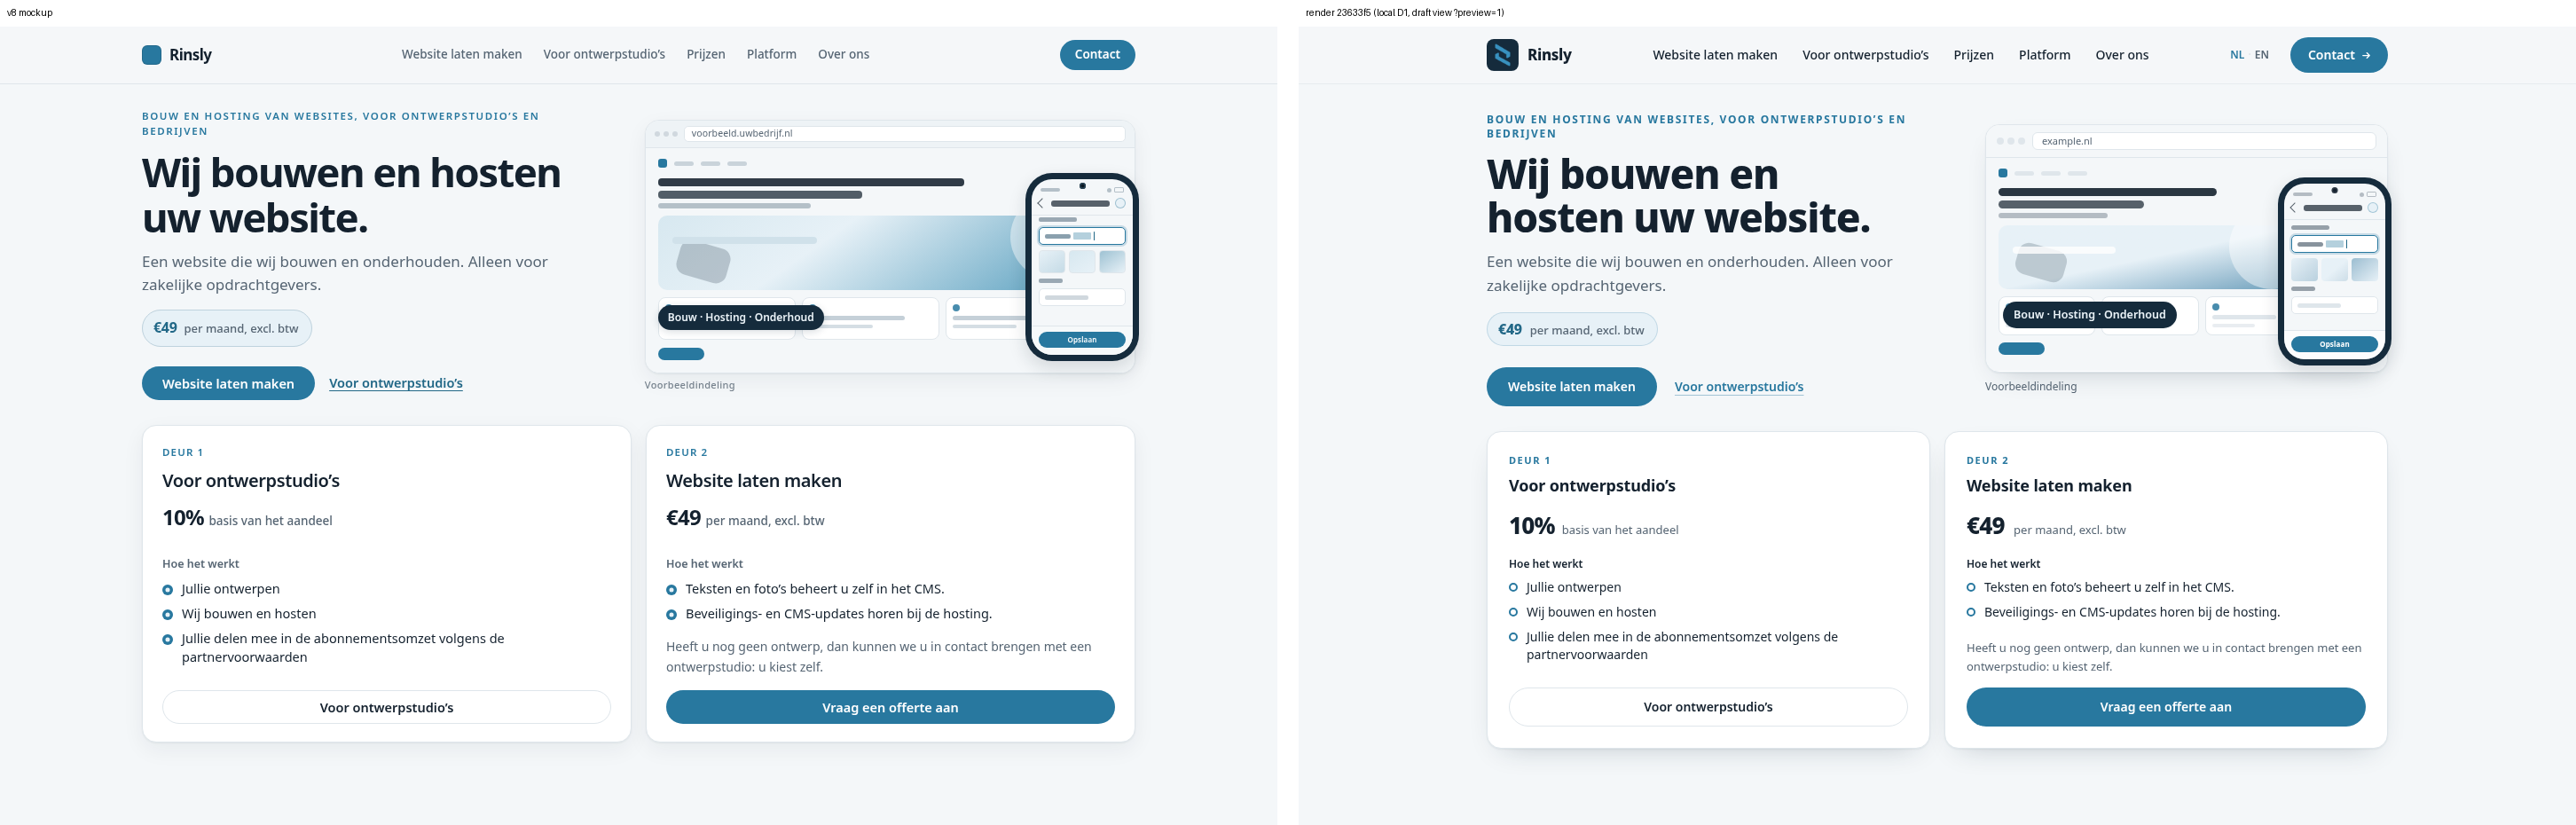 v8 mockup
Rinsly
Website laten maken
Voor ontwerpstudio’s
Prijzen
Platform
Over ons
Contact
BOUW EN HOSTING VAN WEBSITES, VOOR ONTWERPSTUDIO’S EN
BEDRIJVEN
Wij bouwen en hosten
uw website.
Een website die wij bouwen en onderhouden. Alleen voor
zakelijke opdrachtgevers.
€49 per maand, excl. btw
Website laten maken
Voor ontwerpstudio’s
voorbeeld.uwbedrijf.nl
Bouw · Hosting · Onderhoud
Opslaan
Voorbeeldindeling
DEUR 1
Voor ontwerpstudio’s
10% basis van het aandeel
Hoe het werkt
Jullie ontwerpen
Wij bouwen en hosten
Jullie delen mee in de abonnementsomzet volgens de
partnervoorwaarden
Voor ontwerpstudio’s
DEUR 2
Website laten maken
€49 per maand, excl. btw
Hoe het werkt
Teksten en foto’s beheert u zelf in het CMS.
Beveiligings- en CMS-updates horen bij de hosting.
Heeft u nog geen ontwerp, dan kunnen we u in contact brengen met een
ontwerpstudio: u kiest zelf.
Vraag een offerte aan
render 23633f5 (local D1, draft view ?preview=1)
Rinsly
Website laten maken
Voor ontwerpstudio’s
Prijzen
Platform
Over ons
NL · EN
Contact →
BOUW EN HOSTING VAN WEBSITES, VOOR ONTWERPSTUDIO’S EN
BEDRIJVEN
Wij bouwen en
hosten uw website.
Een website die wij bouwen en onderhouden. Alleen voor
zakelijke opdrachtgevers.
€49 per maand, excl. btw
Website laten maken
Voor ontwerpstudio’s
example.nl
Bouw · Hosting · Onderhoud
Opslaan
Voorbeeldindeling
DEUR 1
Voor ontwerpstudio’s
10% basis van het aandeel
Hoe het werkt
Jullie ontwerpen
Wij bouwen en hosten
Jullie delen mee in de abonnementsomzet volgens de
partnervoorwaarden
Voor ontwerpstudio’s
DEUR 2
Website laten maken
€49 per maand, excl. btw
Hoe het werkt
Teksten en foto’s beheert u zelf in het CMS.
Beveiligings- en CMS-updates horen bij de hosting.
Heeft u nog geen ontwerp, dan kunnen we u in contact brengen met een
ontwerpstudio: u kiest zelf.
Vraag een offerte aan